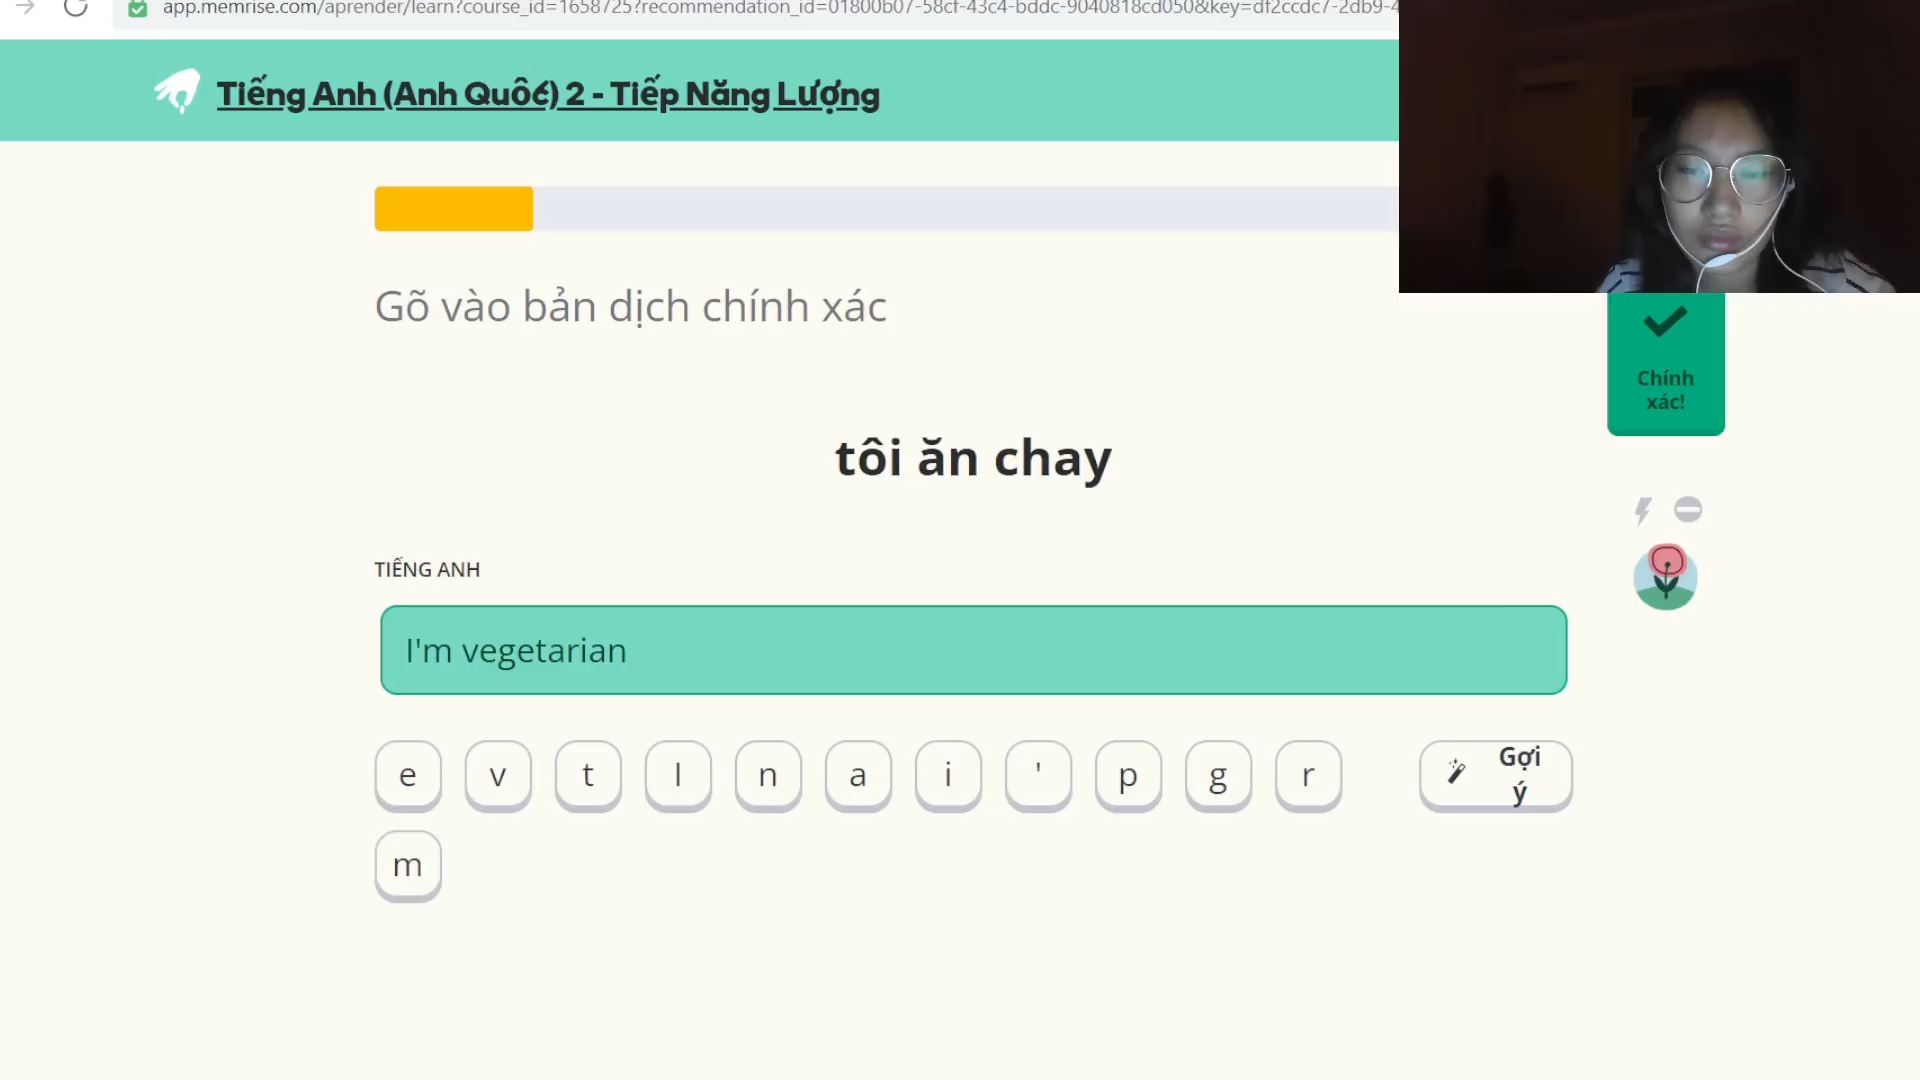 app.memrise.com/aprender/learn?course_id=1658725?recommendation_id=01800b07-58cf-43c4-bddc-9040818cd050&key=df2ccdc7-2db9-4
Tiếng Anh (Anh Quốc) 2 - Tiếp Năng Lượng
Gõ vào bản dịch chính xác
Chính
xác!
tôi ăn chay
TIẾNG ANH
I'm vegetarian
e v t I n a i ' p g r
Gợi
ý
m